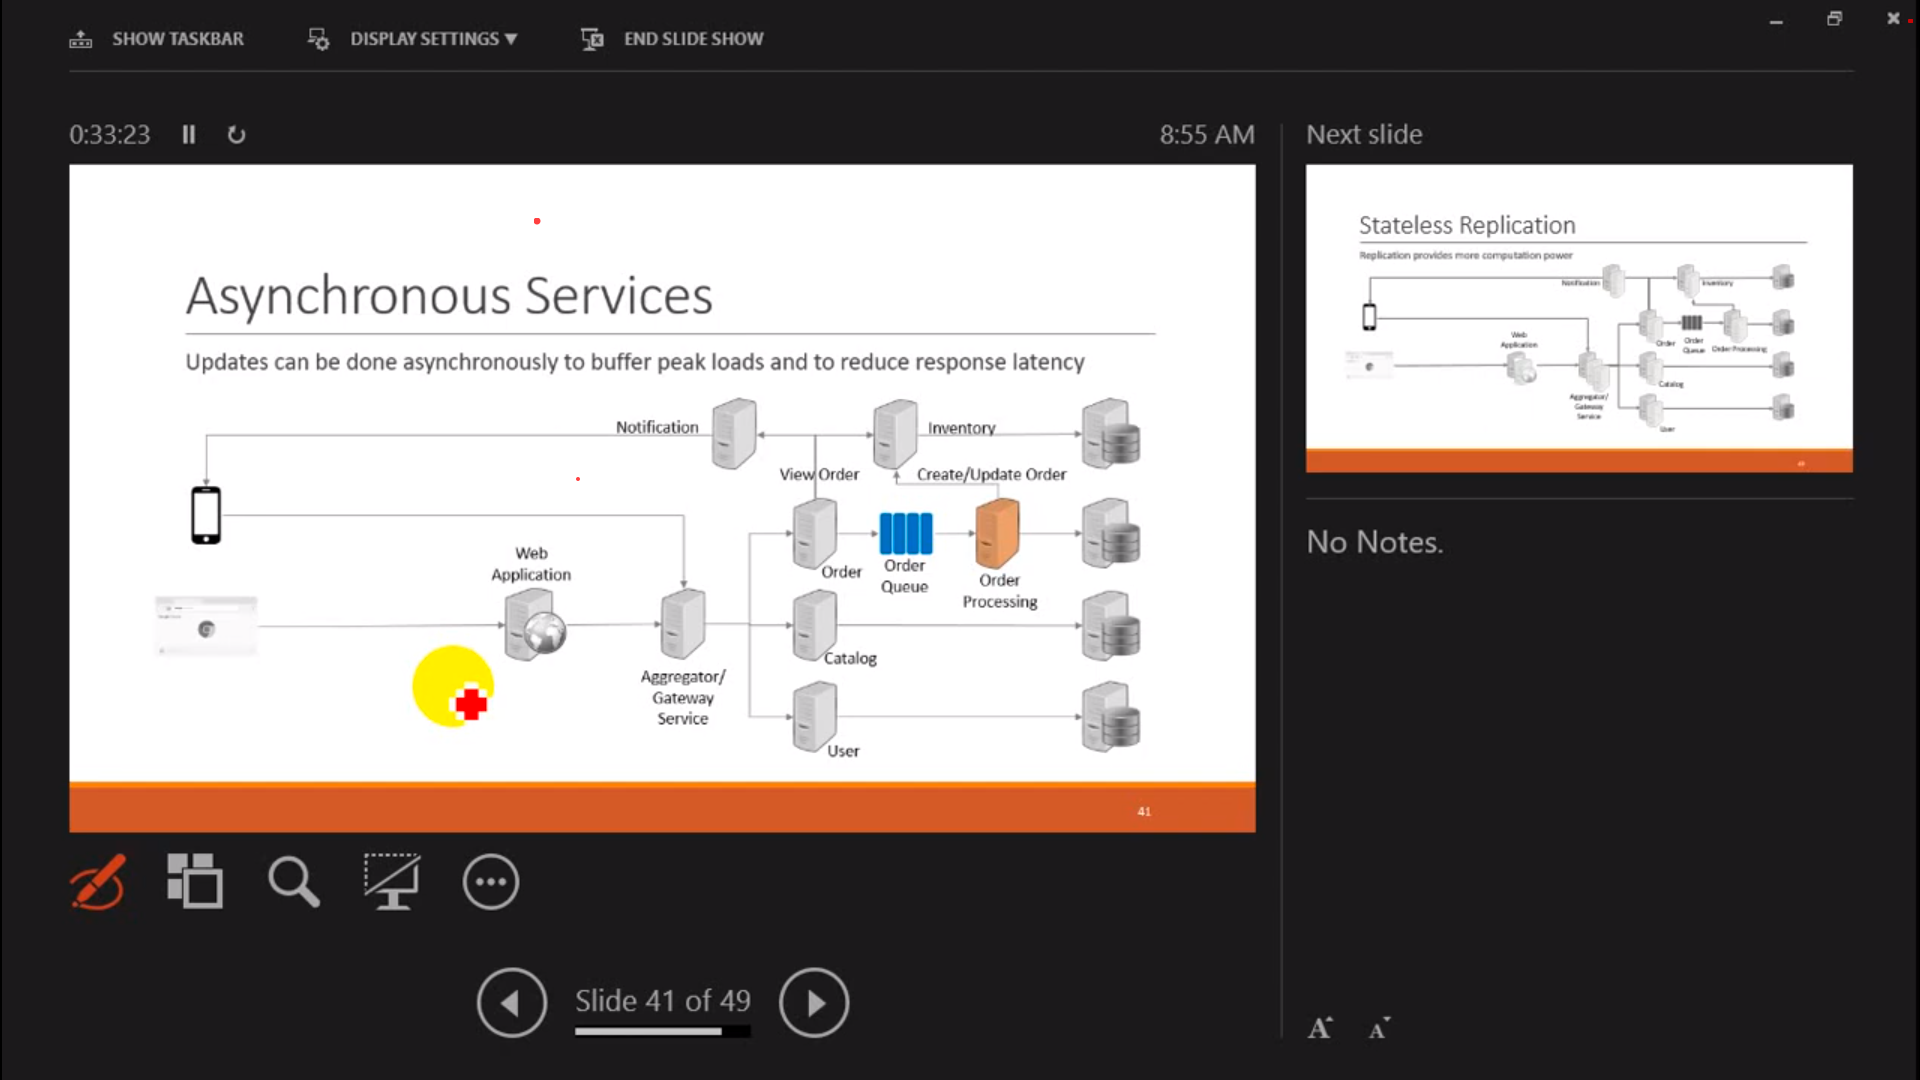 SHOW TASKBAR
DISPLAY SETTINGS ▼
END SLIDE SHOW
0:33:23
8:55 AM
Next slide
Asynchronous Services
Updates can be done asynchronously to buffer peak loads and to reduce response latency
Notification
Inventory
View Order
Create/Update Order
Web
Application
Order
Order
Queue
Order
Processing
Catalog
Aggregator/
Gateway
Service
User
41
Stateless Replication
Replication provides more computation power
Notification
Inventory
Web
Application
Order
Order
Queue
Order Processing
Catalog
Aggregator/
Gateway
Service
User
No Notes.
Slide 41 of 49
A
A